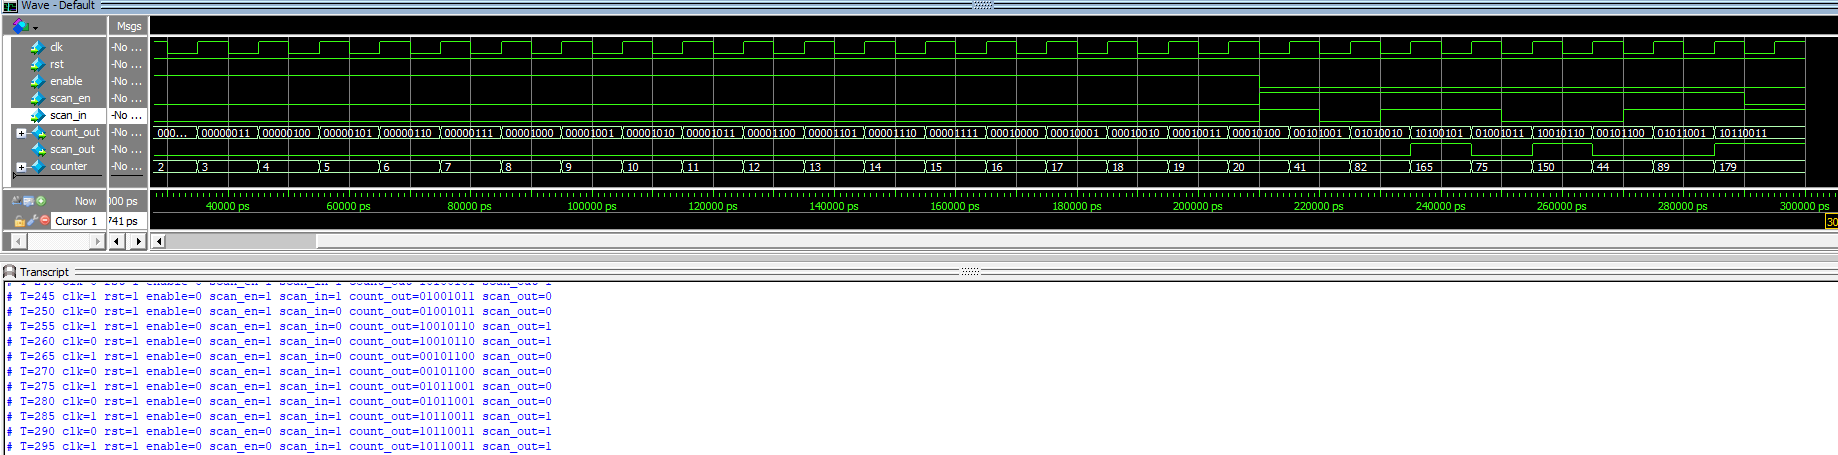 Wave - Default
Msgs
clk -No ...
rst -No ...
enable -No ...
scan_en -No ...
scan_in -No ...
count_out -No ... 000... 00000011 00000100 00000101 00000110 00000111 00001000 00001001 00001010 00001011 00001100 00001101 00001110 00001111 00010000 00010001 00010010 00010011 00010100 00101001 01010010 10100101 01001011 10010110 00101100 01011001 10110011
scan_out -No ...
counter -No ... 2 3 4 5 6 7 8 9 10 11 12 13 14 15 16 17 18 19 20 41 82 165 75 150 44 89 179
Now 000 ps 40000 ps 60000 ps 80000 ps 100000 ps 120000 ps 140000 ps 160000 ps 180000 ps 200000 ps 220000 ps 240000 ps 260000 ps 280000 ps 300000 ps
Cursor 1 741 ps 30
Transcript
# T=245 clk=1 rst=1 enable=0 scan_en=1 scan_in=1 count_out=01001011 scan_out=0
# T=250 clk=0 rst=1 enable=0 scan_en=1 scan_in=0 count_out=01001011 scan_out=0
# T=255 clk=1 rst=1 enable=0 scan_en=1 scan_in=0 count_out=10010110 scan_out=1
# T=260 clk=0 rst=1 enable=0 scan_en=1 scan_in=0 count_out=10010110 scan_out=1
# T=265 clk=1 rst=1 enable=0 scan_en=1 scan_in=0 count_out=00101100 scan_out=0
# T=270 clk=0 rst=1 enable=0 scan_en=1 scan_in=1 count_out=00101100 scan_out=0
# T=275 clk=1 rst=1 enable=0 scan_en=1 scan_in=1 count_out=01011001 scan_out=0
# T=280 clk=0 rst=1 enable=0 scan_en=1 scan_in=1 count_out=01011001 scan_out=0
# T=285 clk=1 rst=1 enable=0 scan_en=1 scan_in=1 count_out=10110011 scan_out=1
# T=290 clk=0 rst=1 enable=0 scan_en=0 scan_in=1 count_out=10110011 scan_out=1
# T=295 clk=1 rst=1 enable=0 scan_en=0 scan_in=1 count_out=10110011 scan_out=1